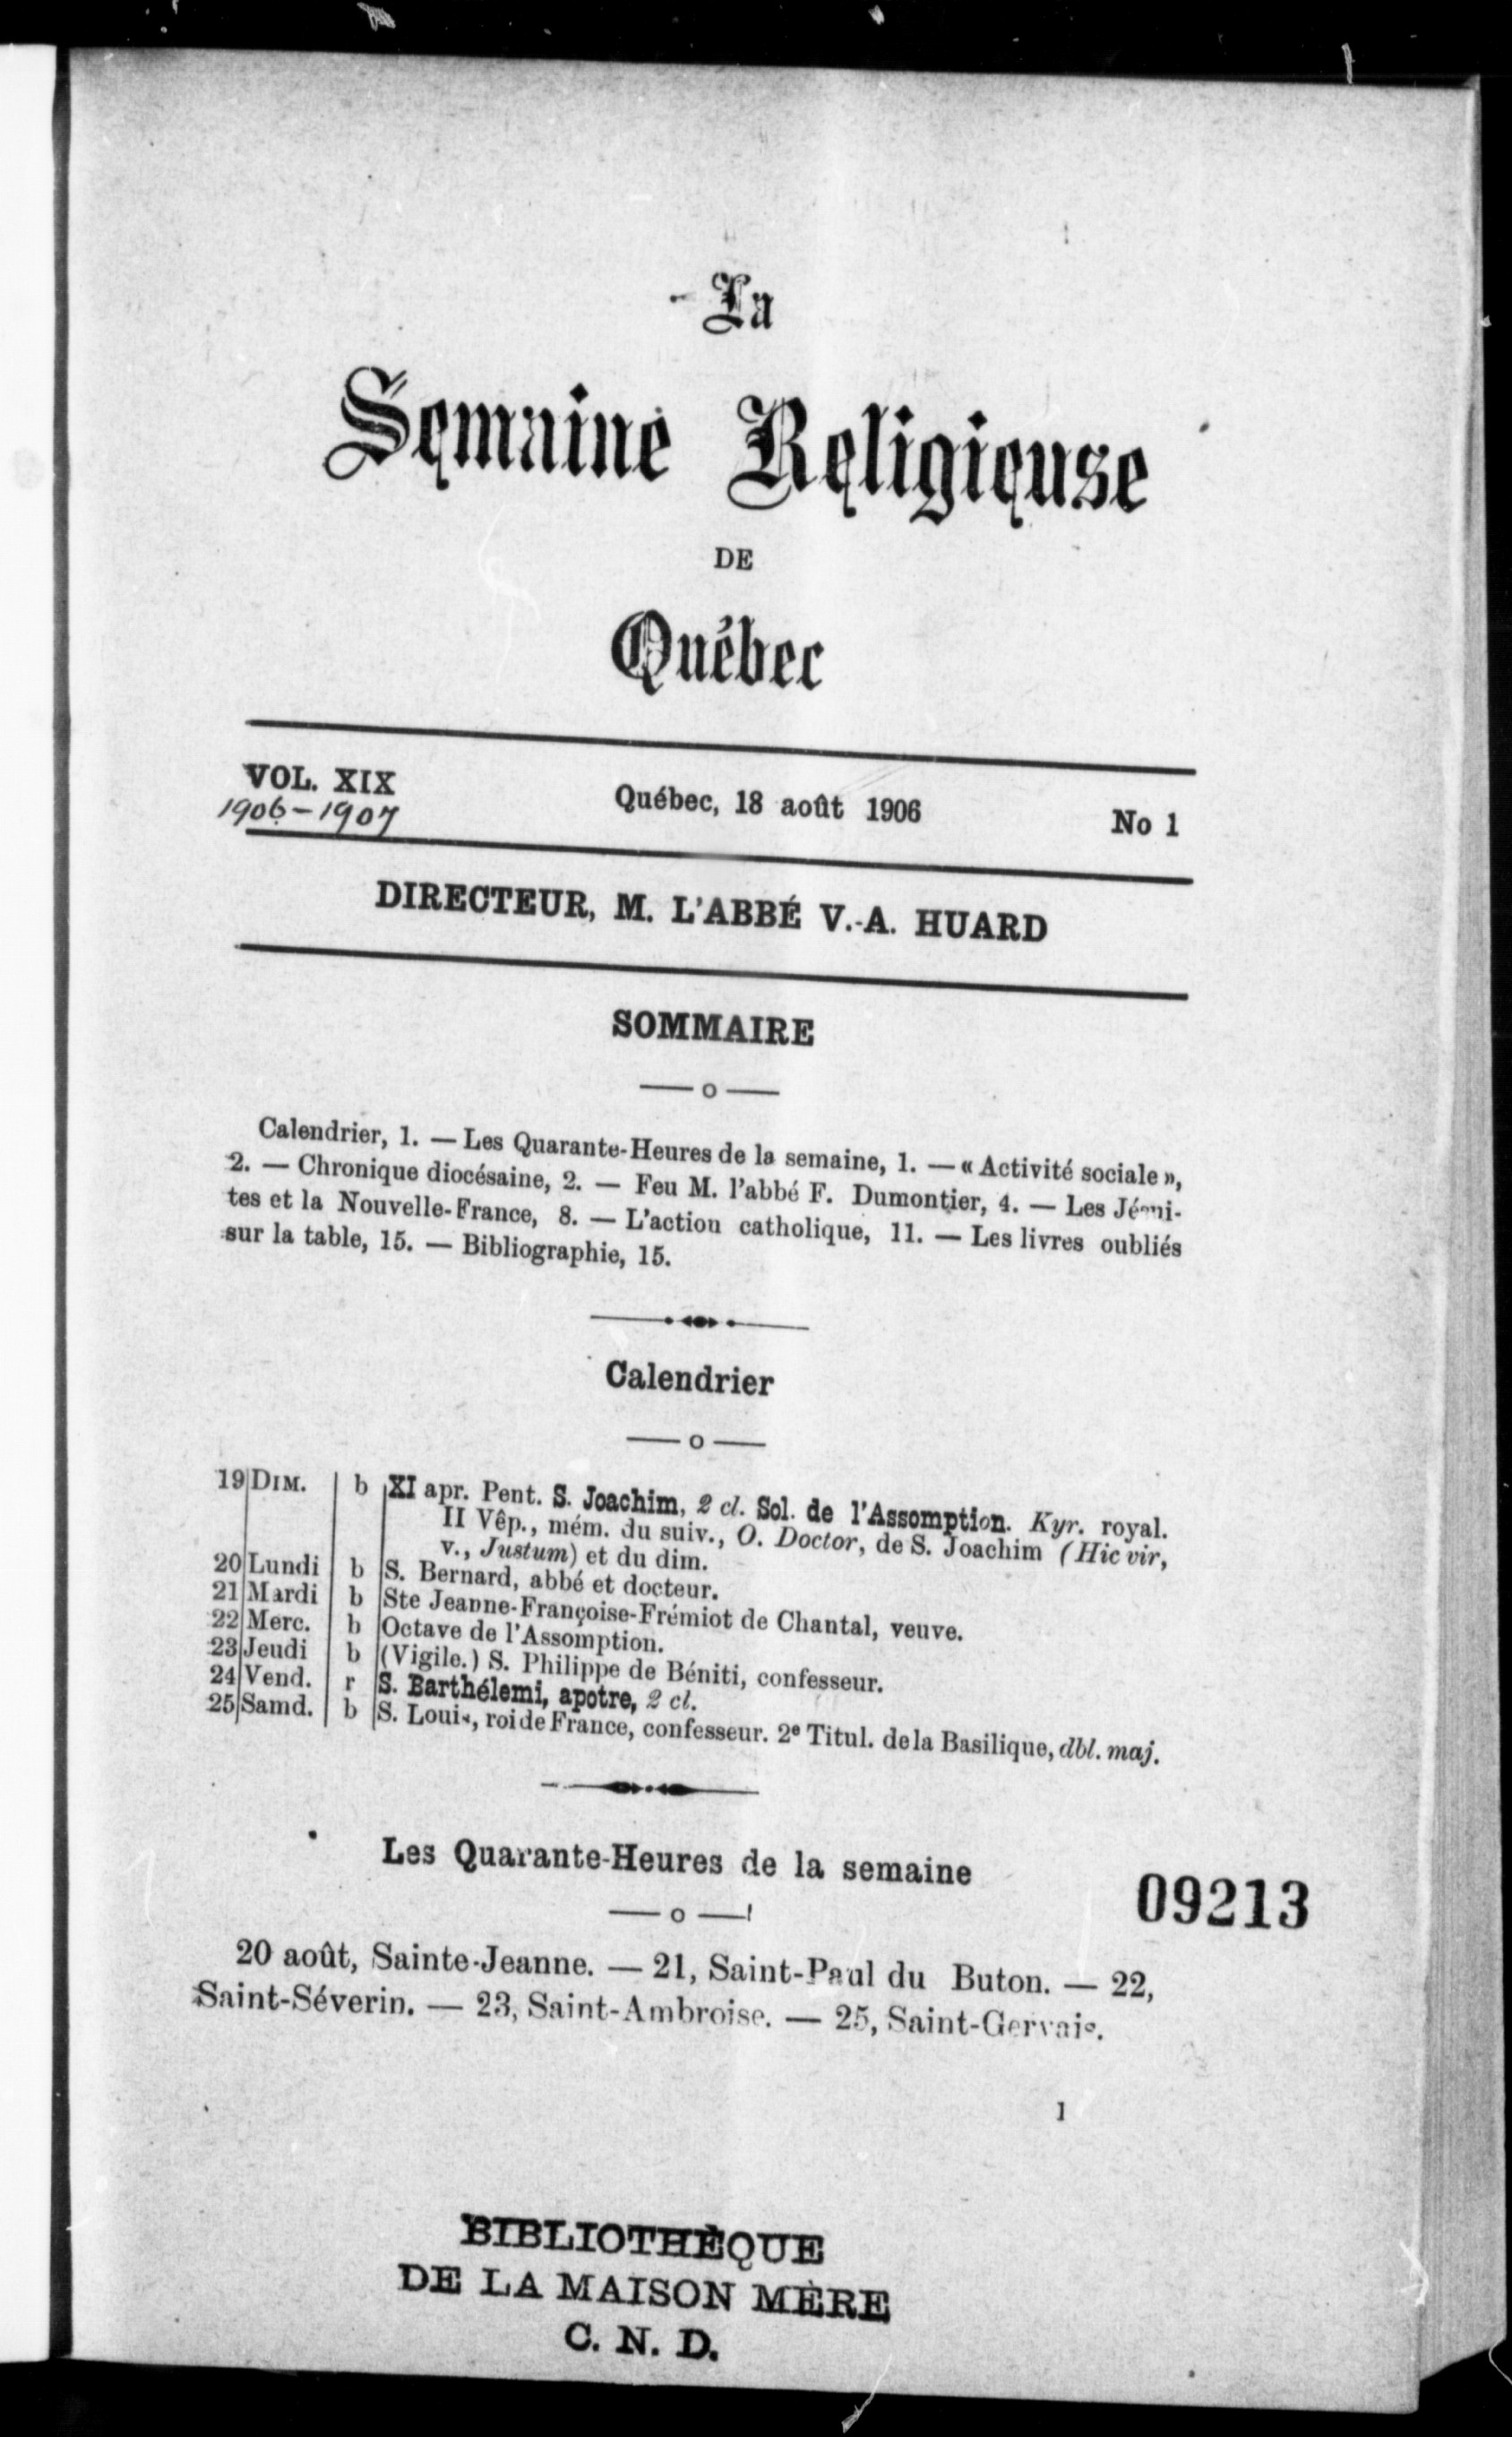 La
Semaine Religieuse
DE
Québec
VOL. XIX
Québec, 18 août 1906
No 1
1906-1907
DIRECTEUR, M. L'ABBÉ V.-A. HUARD
SOMMAIRE
— o —
Calendrier, 1. — Les Quarante-Heures de la semaine, 1. — « Activité sociale »,
2. — Chronique diocésaine, 2. — Feu M. l'abbé F. Dumontier, 4. — Les Jésui-
tes et la Nouvelle-France, 8. — L'action catholique, 11. — Les livres oubliés
sur la table, 15. — Bibliographie, 15.
Calendrier
— o —
19 DIM. b XI apr. Pent. S. Joachim, 2 cl. Sol. de l'Assomption. Kyr. royal.
II Vêp., mém. du suiv., O. Doctor, de S. Joachim (Hic vir,
v., Justum) et du dim.
20 Lundi b S. Bernard, abbé et docteur.
21 Mardi b Ste Jeanne-Françoise-Frémiot de Chantal, veuve.
22 Merc. b Octave de l'Assomption.
23 Jeudi b (Vigile.) S. Philippe de Béniti, confesseur.
24 Vend. r S. Barthélemi, apotre, 2 cl.
25 Samd. b S. Louis, roi de France, confesseur. 2e Titul. de la Basilique, dbl. maj.
Les Quarante-Heures de la semaine
— o —
09213
20 août, Sainte-Jeanne. — 21, Saint-Paul du Buton. — 22,
Saint-Séverin. — 23, Saint-Ambroise. — 25, Saint-Gervais.
1
BIBLIOTHÈQUE
DE LA MAISON MÈRE
C. N. D.